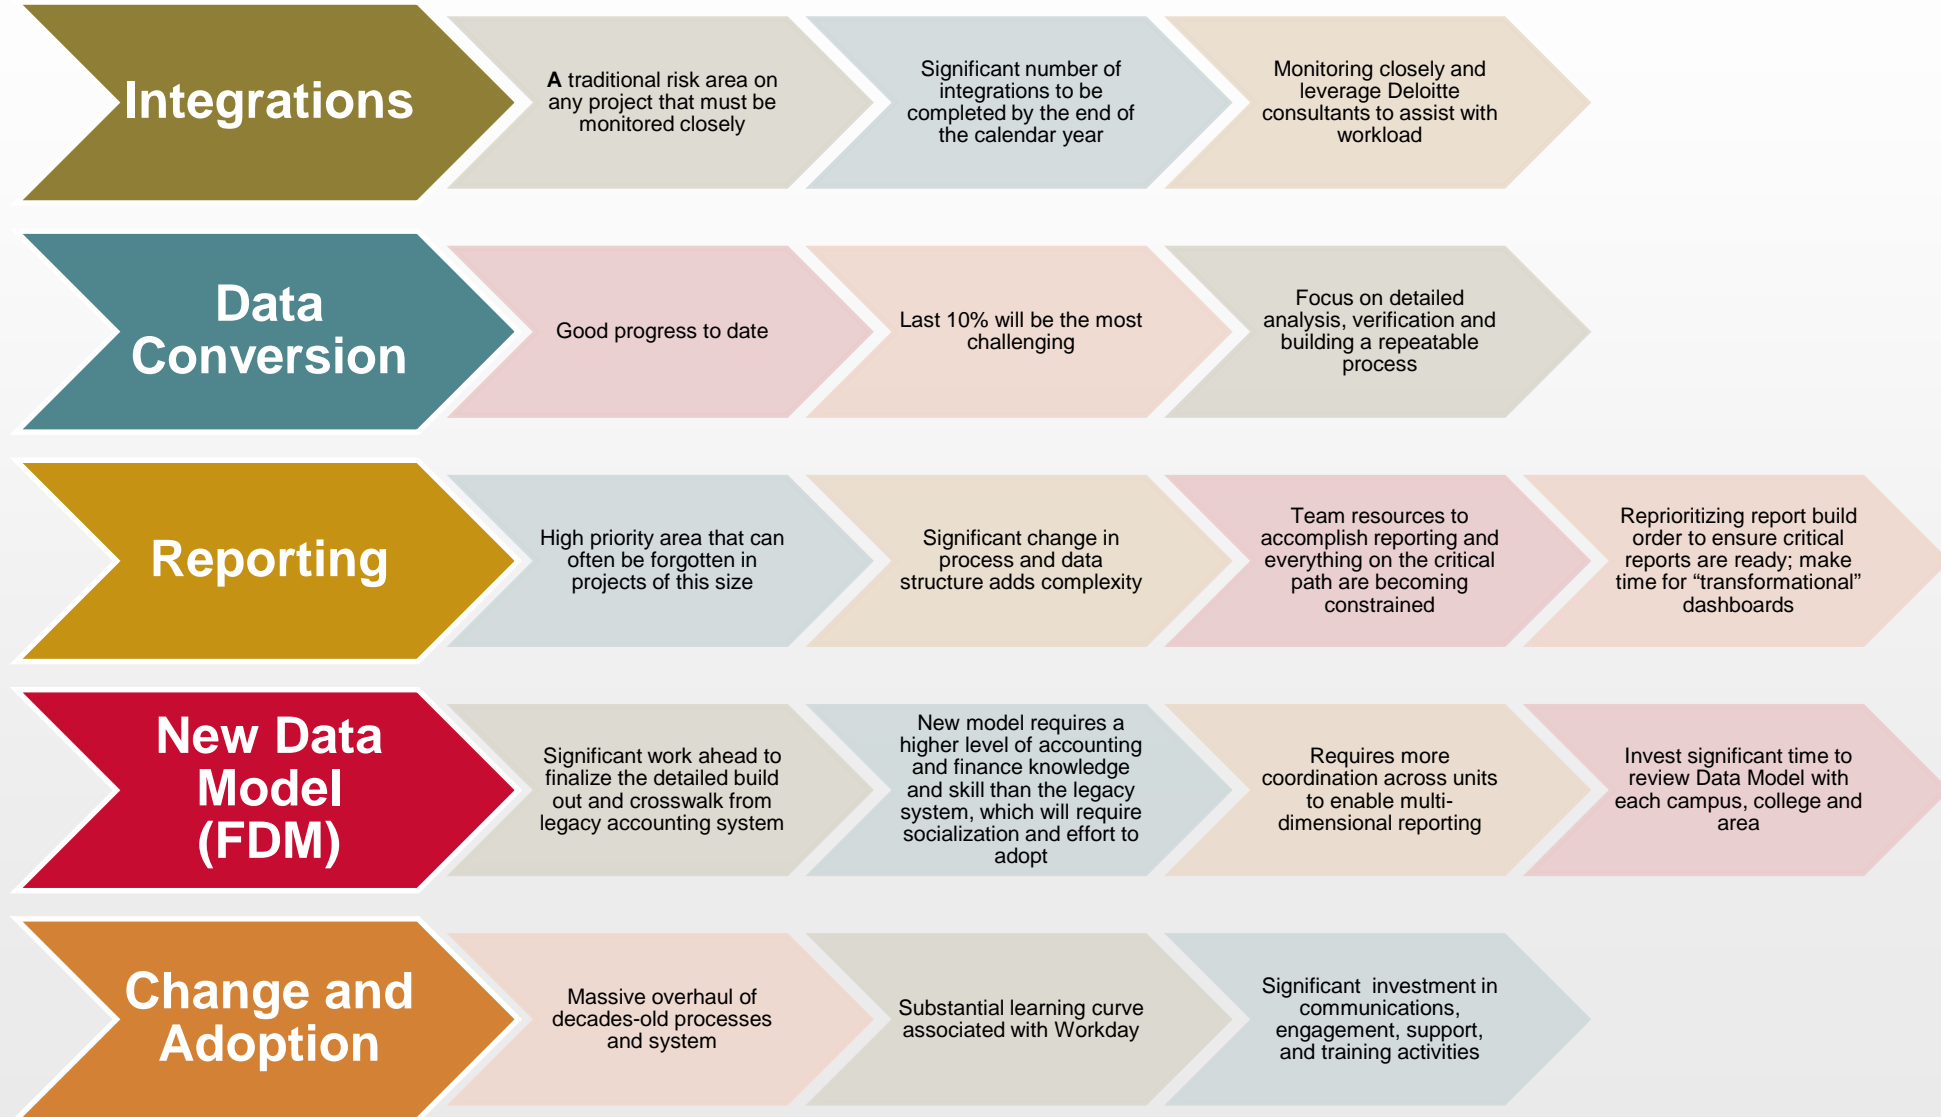 Integrations
A traditional risk area on
any project that must be
monitored closely
Significant number of
integrations to be
completed by the end of
the calendar year
Monitoring closely and
leverage Deloitte
consultants to assist with
workload
Data
Conversion
Good progress to date
Last 10% will be the most
challenging
Focus on detailed
analysis, verification and
building a repeatable
process
Reporting
High priority area that can
often be forgotten in
projects of this size
Significant change in
process and data
structure adds complexity
Team resources to
accomplish reporting and
everything on the critical
path are becoming
constrained
Reprioritizing report build
order to ensure critical
reports are ready; make
time for “transformational”
dashboards
New Data
Model
(FDM)
Significant work ahead to
finalize the detailed build
out and crosswalk from
legacy accounting system
New model requires a
higher level of accounting
and finance knowledge
and skill than the legacy
system, which will require
socialization and effort to
adopt
Requires more
coordination across units
to enable multi-
dimensional reporting
Invest significant time to
review Data Model with
each campus, college and
area
Change and
Adoption
Massive overhaul of
decades-old processes
and system
Substantial learning curve
associated with Workday
Significant investment in
communications,
engagement, support,
and training activities